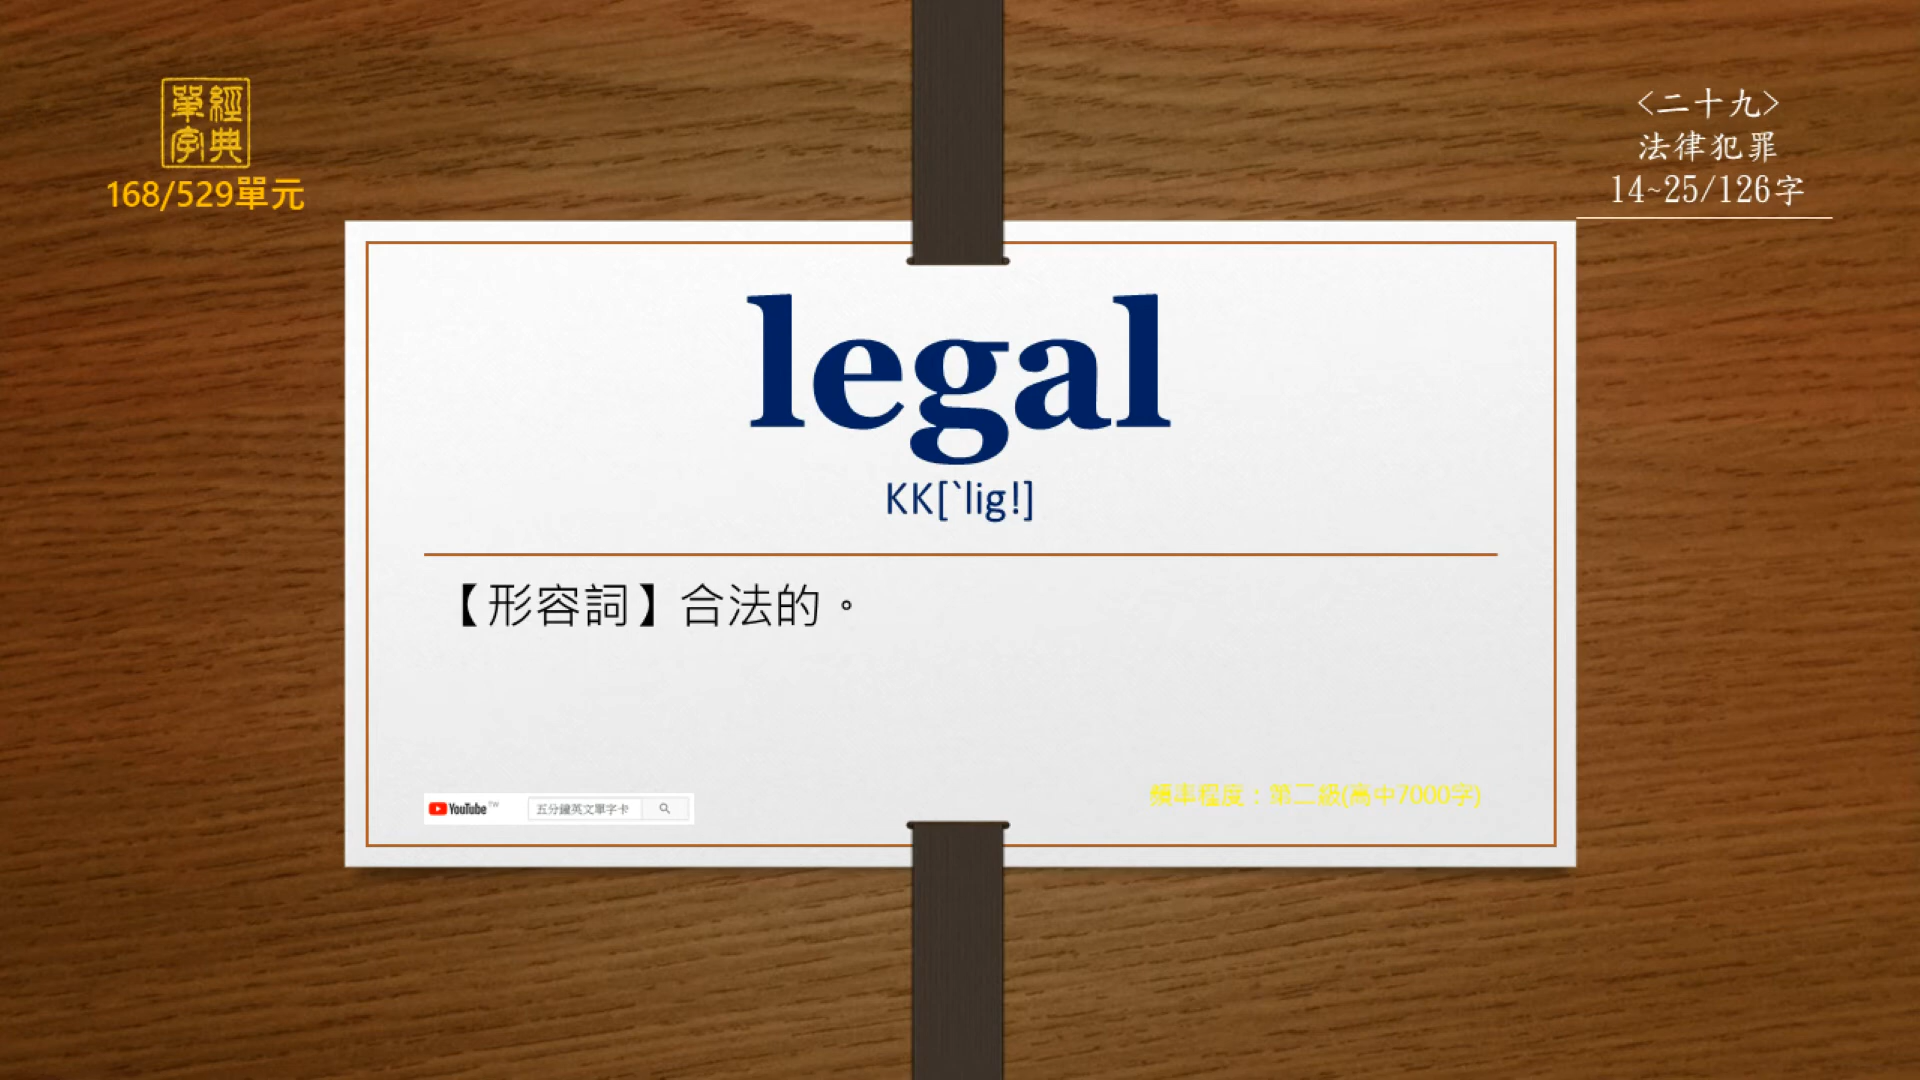 經典
單字
168/529單元
<二十九>
法律犯罪
14~25/126字
legal
KK[`lig!]
【形容詞】合法的。
YouTube TW
五分鐘英文單字卡
頻率程度：第二級(高中7000字)